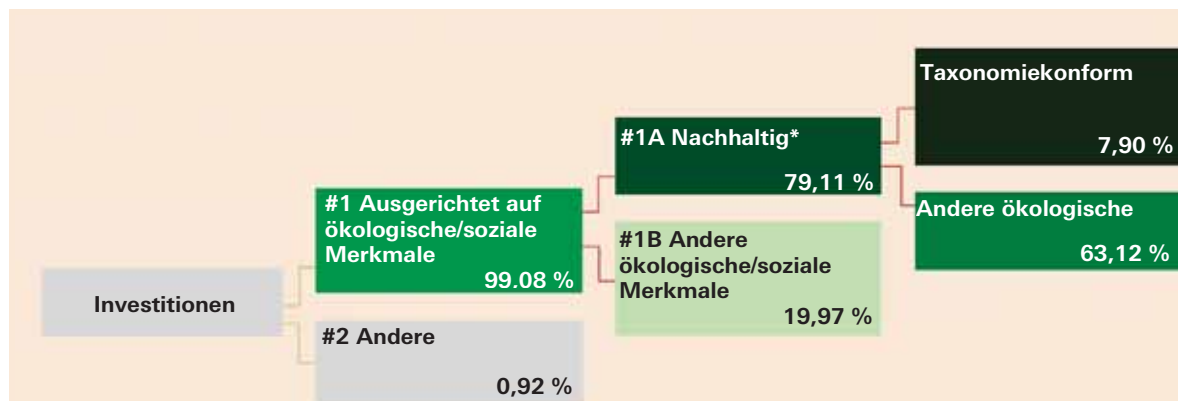 Investitionen
#1 Ausgerichtet auf
ökologische/soziale
Merkmale
99.08 %
#2 Andere
0,92 %
#1A Nachhaltig*
79,11 %
#1B Andere
ökologische/soziale
Merkmale
19,97 %
Taxonomiekonform
7,90 %
Andere ökologische
63,12 %